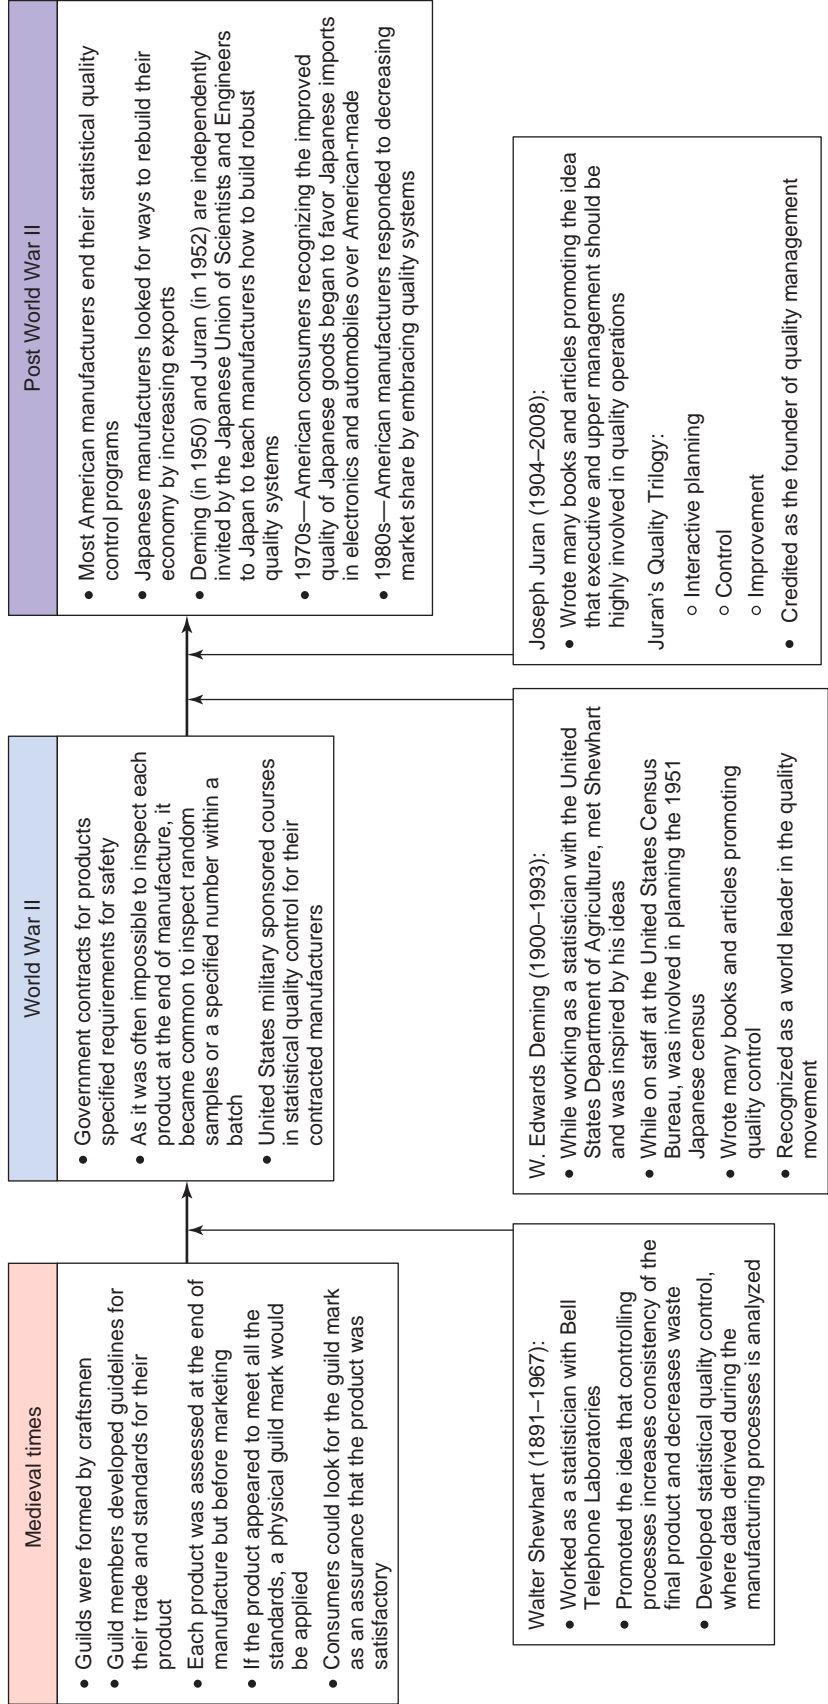 Medieval times
• Guilds were formed by craftsmen
• Guild members developed guidelines for
their trade and standards for their
product
• Each product was assessed at the end of
manufacture but before marketing
• If the product appeared to meet all the
standards, a physical guild mark would
be applied
• Consumers could look for the guild mark
as an assurance that the product was
satisfactory
World War II
• Government contracts for products
specified requirements for safety
• As it was often impossible to inspect each
product at the end of manufacture, it
became common to inspect random
samples or a specified number within a
batch
• United States military sponsored courses
in statistical quality control for their
contracted manufacturers
Post World War II
• Most American manufacturers end their statistical quality
control programs
• Japanese manufacturers looked for ways to rebuild their
economy by increasing exports
• Deming (in 1950) and Juran (in 1952) are independently
invited by the Japanese Union of Scientists and Engineers
to Japan to teach manufacturers how to build robust
quality systems
• 1970s—American consumers recognizing the improved
quality of Japanese goods began to favor Japanese imports
in electronics and automobiles over American-made
• 1980s—American manufacturers responded to decreasing
market share by embracing quality systems
Walter Shewhart (1891–1967):
• Worked as a statistician with Bell
Telephone Laboratories
• Promoted the idea that controlling
processes increases consistency of the
final product and decreases waste
• Developed statistical quality control,
where data derived during the
manufacturing processes is analyzed
W. Edwards Deming (1900–1993):
• While working as a statistician with the United
States Department of Agriculture, met Shewhart
and was inspired by his ideas
• While on staff at the United States Census
Bureau, was involved in planning the 1951
Japanese census
• Wrote many books and articles promoting
quality control
• Recognized as a world leader in the quality
movement
Joseph Juran (1904–2008):
• Wrote many books and articles promoting the idea
that executive and upper management should be
highly involved in quality operations
Juran's Quality Trilogy:
○ Interactive planning
○ Control
○ Improvement
• Credited as the founder of quality management